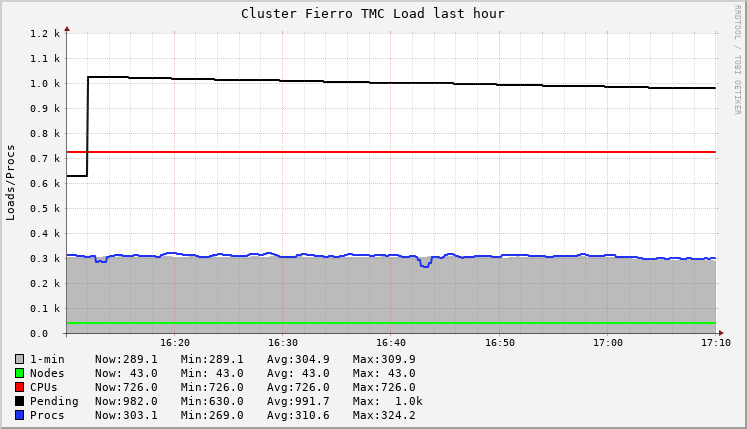 Cluster Fierro TMC Load last hour
RRDTOOL / TOBI OETIKER
Loads/Procs
1.2 k
1.1 k
1.0 k
0.9 k
0.8 k
0.7 k
0.6 k
0.5 k
0.4 k
0.3 k
0.2 k
0.1 k
0.0
16:20 16:30 16:40 16:50 17:00 17:10
1-min Now:289.1 Min:289.1 Avg:304.9 Max:309.9
Nodes Now: 43.0 Min: 43.0 Avg: 43.0 Max: 43.0
CPUs Now:726.0 Min:726.0 Avg:726.0 Max:726.0
Pending Now:982.0 Min:630.0 Avg:991.7 Max: 1.0k
Procs Now:303.1 Min:269.0 Avg:310.6 Max:324.2